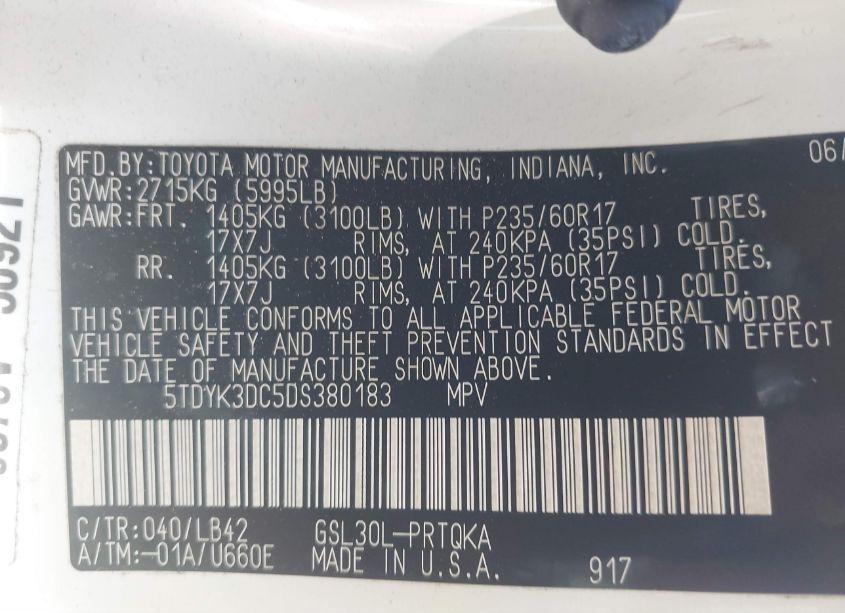 MFD.BY:TOYOTA MOTOR MANUFACTURING, INDIANA, INC. 06/
GVWR:2715KG (5995LB)
GAWR:FRT. 1405KG (3100LB) WITH P235/60R17 TIRES,
17X7J RIMS, AT 240KPA (35PSI) COLD.
RR. 1405KG (3100LB) WITH P235/60R17 TIRES,
17X7J RIMS, AT 240KPA (35PSI) COLD.
THIS VEHICLE CONFORMS TO ALL APPLICABLE FEDERAL MOTOR
VEHICLE SAFETY AND THEFT PREVENTION STANDARDS IN EFFECT
THE DATE OF MANUFACTURE SHOWN ABOVE.
5TDYK3DC5DS380183 MPV
C/TR:040/LB42 GSL30L-PRTQKA
A/TM:-01A/U660E MADE IN U.S.A. 917